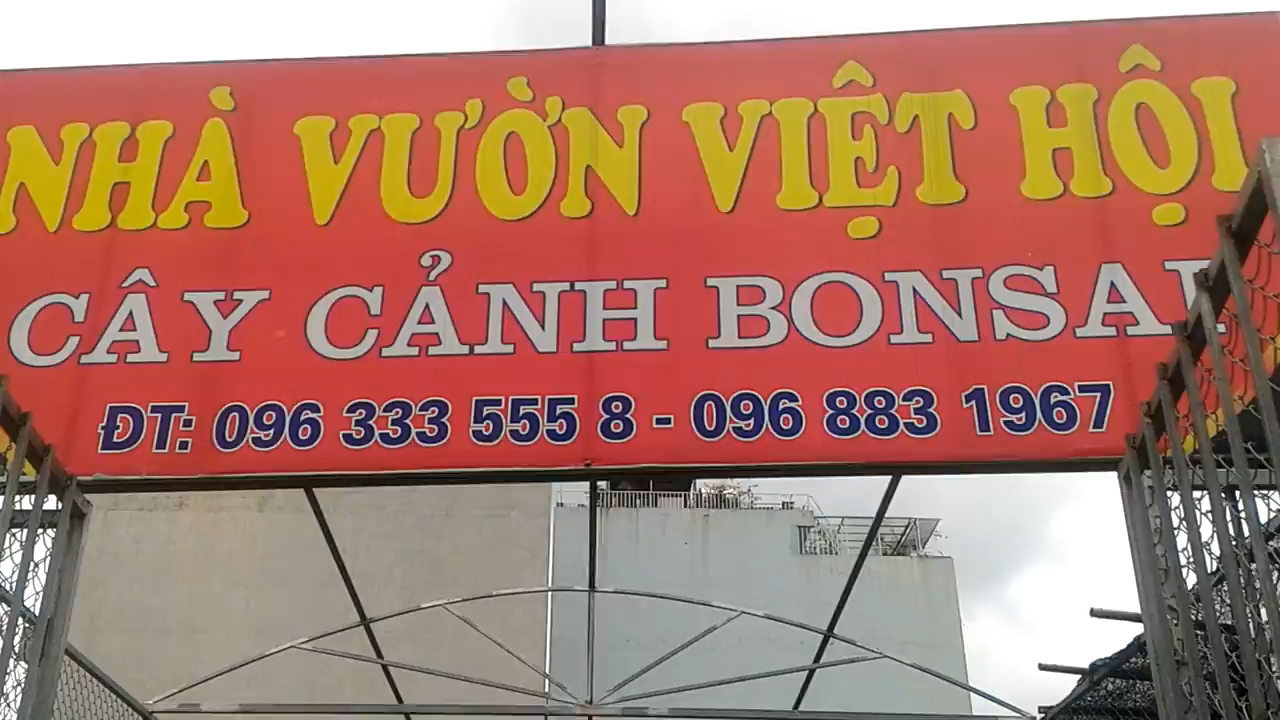 NHÀ VƯỜN VIỆT HỘI
CÂY CẢNH BONSAI
ĐT: 096 333 555 8 - 096 883 1967